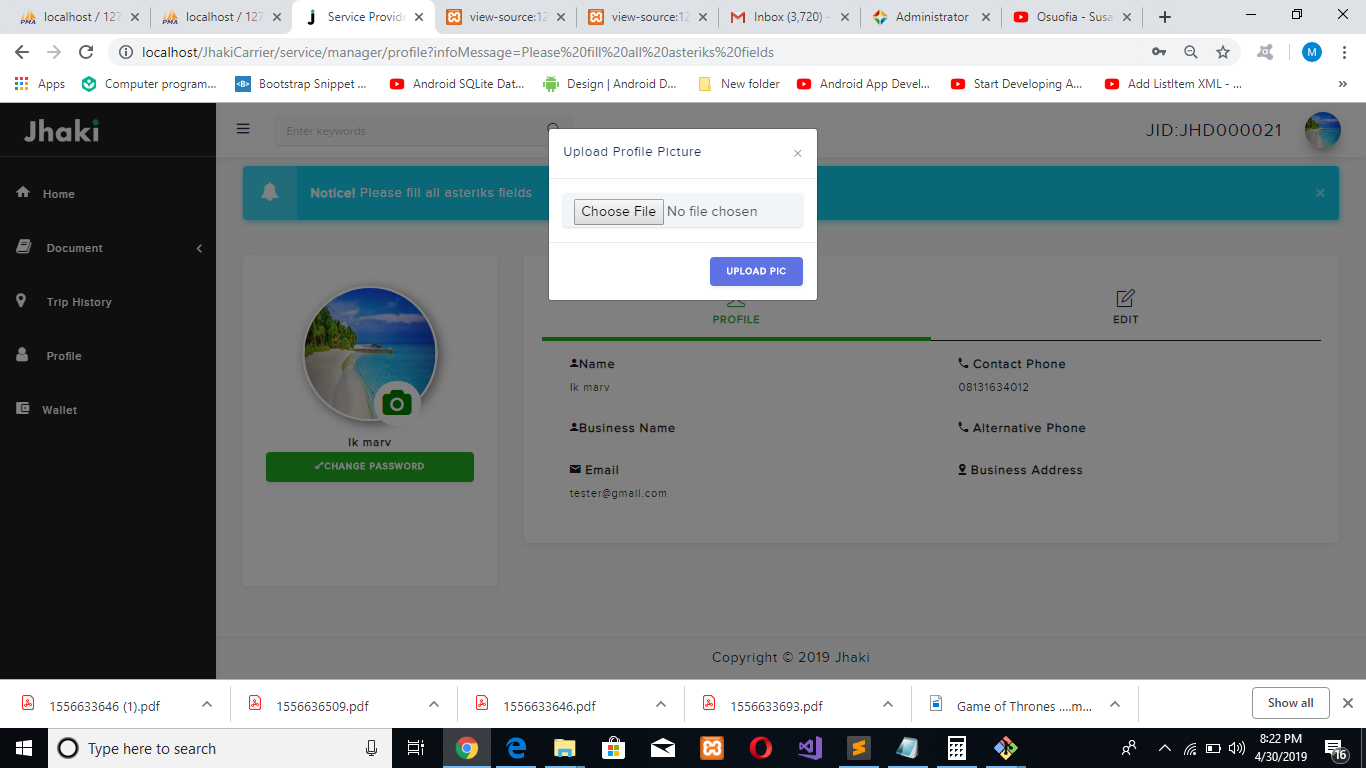 localhost / 127
localhost / 127
Service Provide
view-source:12
view-source:12
Inbox (3,720) -
Administrator
Osuofia - Susa
localhost/JhakiCarrier/service/manager/profile?infoMessage=Please%20fill%20all%20asteriks%20fields
M
Apps
Computer program...
Bootstrap Snippet ...
Android SQLite Dat...
Design | Android D...
New folder
Android App Devel...
Start Developing A...
Add ListItem XML - ...
Jhaki
Enter keywords
JID:JHD000021
Upload Profile Picture
Notice! Please fill all asteriks fields
Choose File No file chosen
UPLOAD PIC
Home
Document
Trip History
Profile
Wallet
Ik marv
CHANGE PASSWORD
PROFILE
EDIT
Name
Ik marv
Contact Phone
08131634012
Business Name
Alternative Phone
Email
tester@gmail.com
Business Address
Copyright © 2019 Jhaki
1556633646 (1).pdf
1556636509.pdf
1556633646.pdf
1556633693.pdf
Game of Thrones ....m...
Show all
Type here to search
8:22 PM
4/30/2019
16